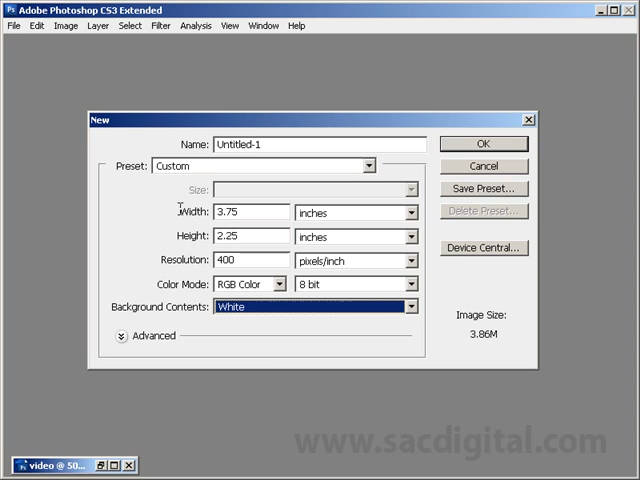 Adobe Photoshop CS3 Extended
File Edit Image Layer Select Filter Analysis View Window Help
New
Name: Untitled-1 OK
Preset: Custom Cancel
Size: Save Preset...
Width: 3.75 inches Delete Preset...
Height: 2.25 inches Device Central...
Resolution: 400 pixels/inch
Color Mode: RGB Color 8 bit
Background Contents: White
Image Size:
3.86M
Advanced
www.sacdigital.com
video @ 50...